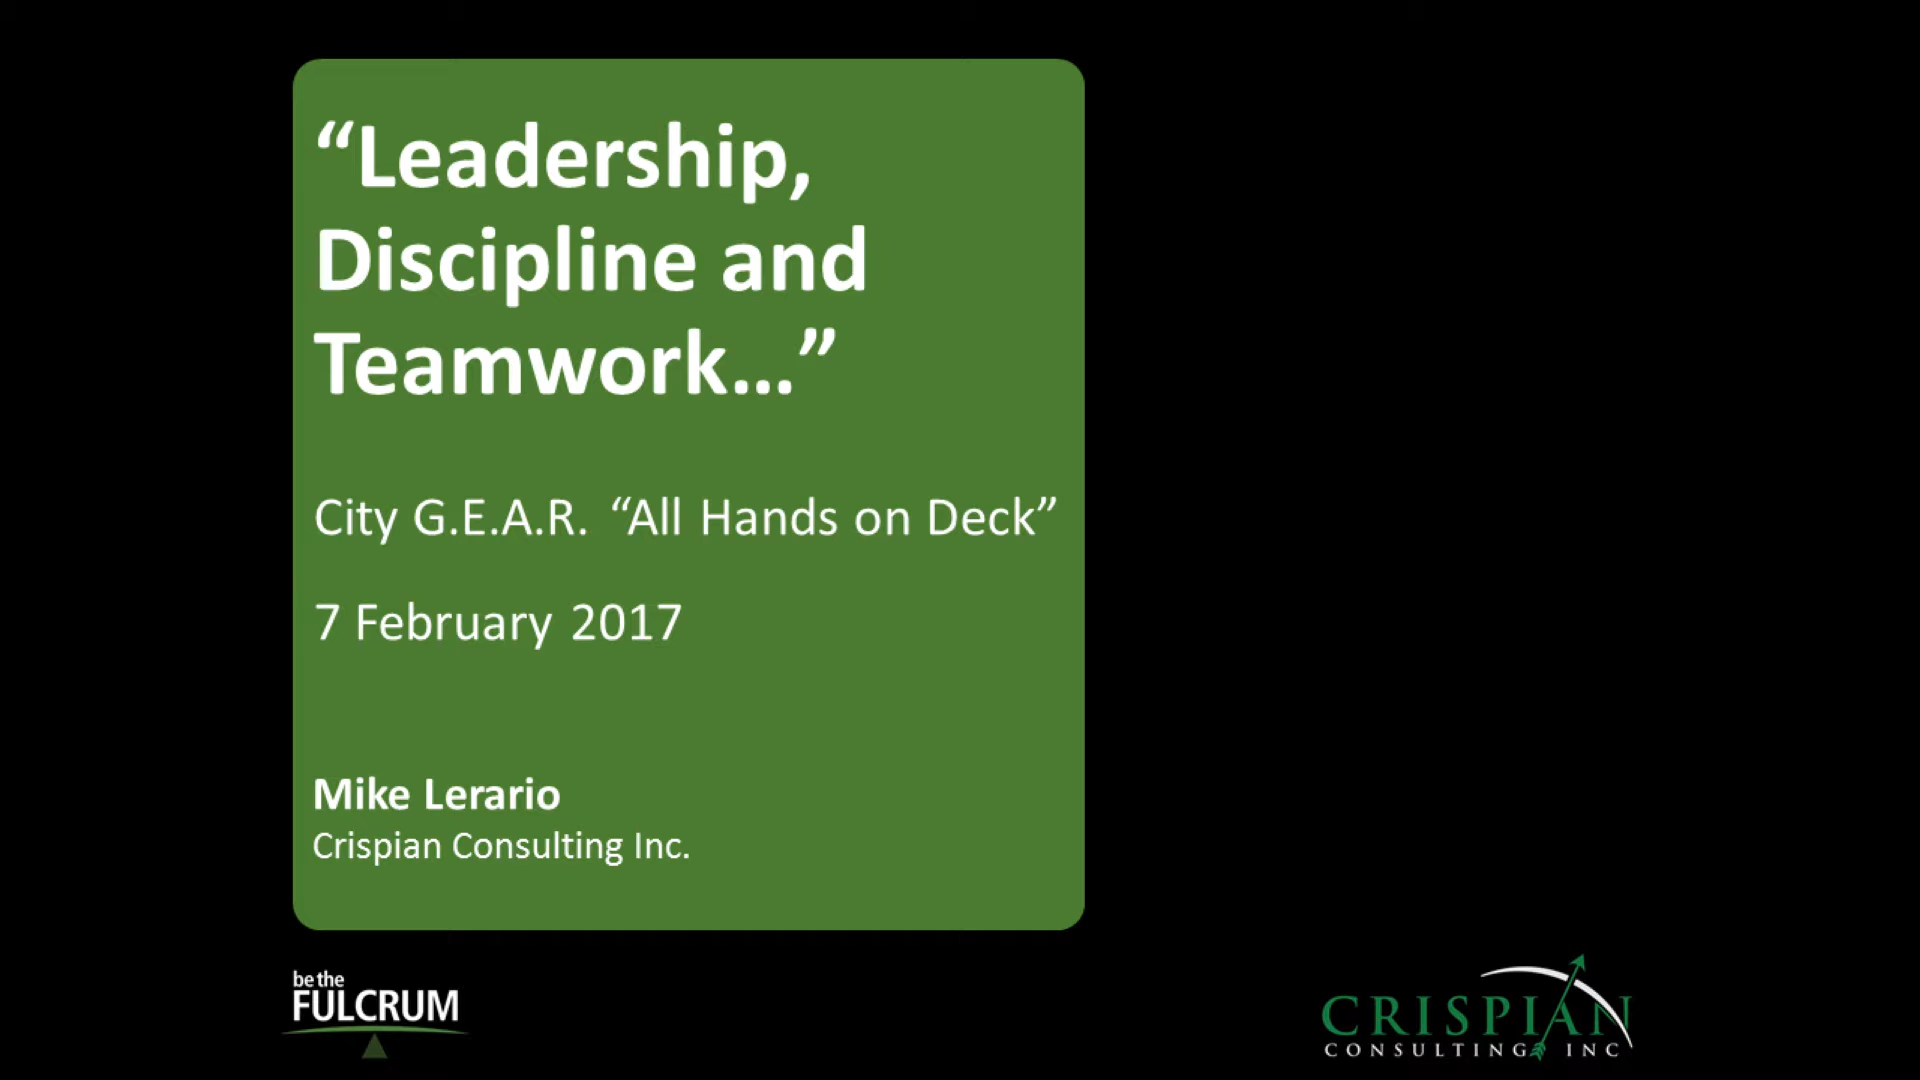 “Leadership,
Discipline and
Teamwork...”
City G.E.A.R. “All Hands on Deck”
7 February 2017
Mike Lerario
Crispian Consulting Inc.
be the
FULCRUM
CRISPIAN
CONSULTING INC